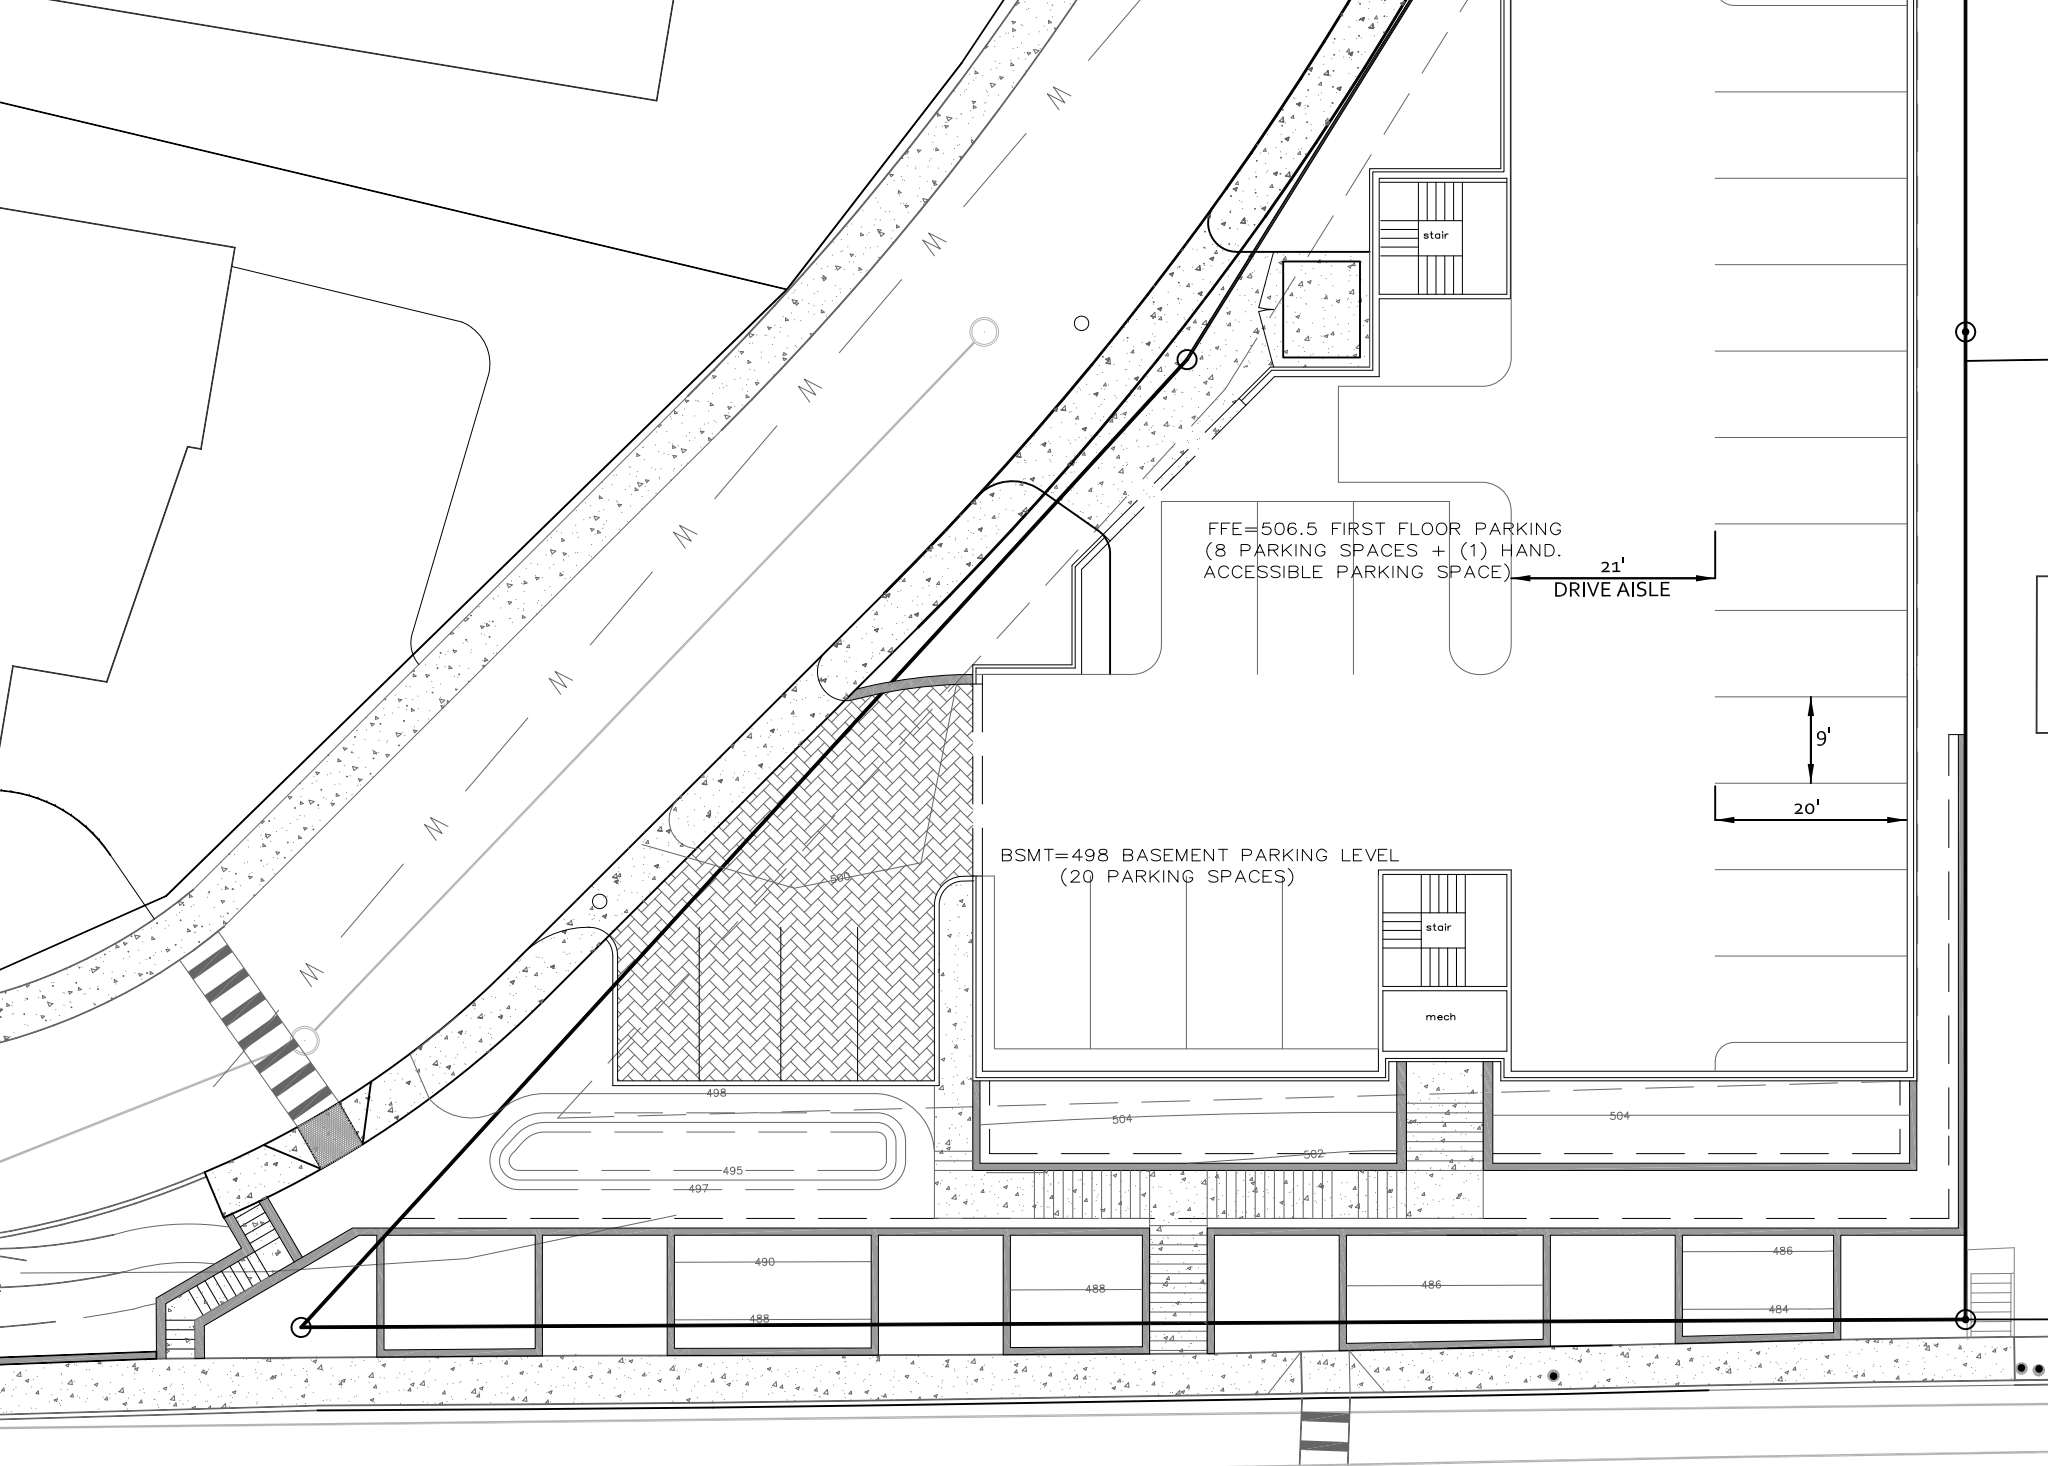 W
W
stair
W
W
FFE=506.5 FIRST FLOOR PARKING
(8 PARKING SPACES + (1) HAND.
ACCESSIBLE PARKING SPACE)
21'
DRIVE AISLE
W
W
9'
20'
W
BSMT=498 BASEMENT PARKING LEVEL
(20 PARKING SPACES)
500
stair
W
mech
498
504
504
502
495
497
490
486
486
488
484
488